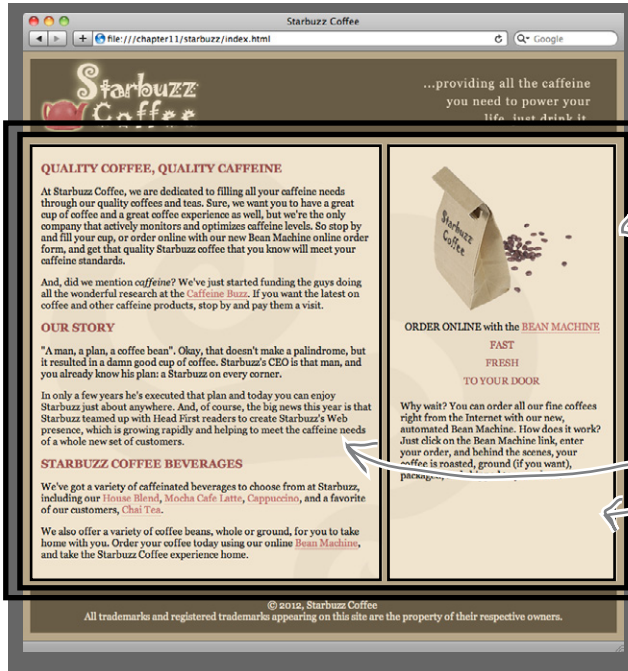 Starbuzz Coffee
file:///chapter11/starbuzz/index.html
Google
Starbuzz
Coffee
...providing all the caffeine
you need to power your
life, just drink it.
QUALITY COFFEE, QUALITY CAFFEINE
At Starbuzz Coffee, we are dedicated to filling all your caffeine needs
through our quality coffees and teas. Sure, we want you to have a great
cup of coffee and a great coffee experience as well, but we're the only
company that actively monitors and optimizes caffeine levels. So stop by
and fill your cup, or order online with our new Bean Machine online order
form, and get that quality Starbuzz coffee that you know will meet your
caffeine standards.
And, did we mention caffeine? We've just started funding the guys doing
all the wonderful research at the Caffeine Buzz. If you want the latest on
coffee and other caffeine products, stop by and pay them a visit.
OUR STORY
"A man, a plan, a coffee bean". Okay, that doesn't make a palindrome, but
it resulted in a damn good cup of coffee. Starbuzz's CEO is that man, and
you already know his plan: a Starbuzz on every corner.
In only a few years he's executed that plan and today you can enjoy
Starbuzz just about anywhere. And, of course, the big news this year is that
Starbuzz teamed up with Head First readers to create Starbuzz's Web
presence, which is growing rapidly and helping to meet the caffeine needs
of a whole new set of customers.
STARBUZZ COFFEE BEVERAGES
We've got a variety of caffeinated beverages to choose from at Starbuzz,
including our House Blend, Mocha Cafe Latte, Cappuccino, and a favorite
of our customers, Chai Tea.
We also offer a variety of coffee beans, whole or ground, for you to take
home with you. Order your coffee today using our online Bean Machine,
and take the Starbuzz Coffee experience home.
Starbuzz
Coffee
ORDER ONLINE with the BEAN MACHINE
FAST
FRESH
TO YOUR DOOR
Why wait? You can order all our fine coffees
right from the Internet with our new,
automated Bean Machine. How does it work?
Just click on the Bean Machine link, enter
your order, and behind the scenes, your
coffee is roasted, ground (if you want),
packaged,
© 2012, Starbuzz Coffee
All trademarks and registered trademarks appearing on this site are the property of their respective owners.